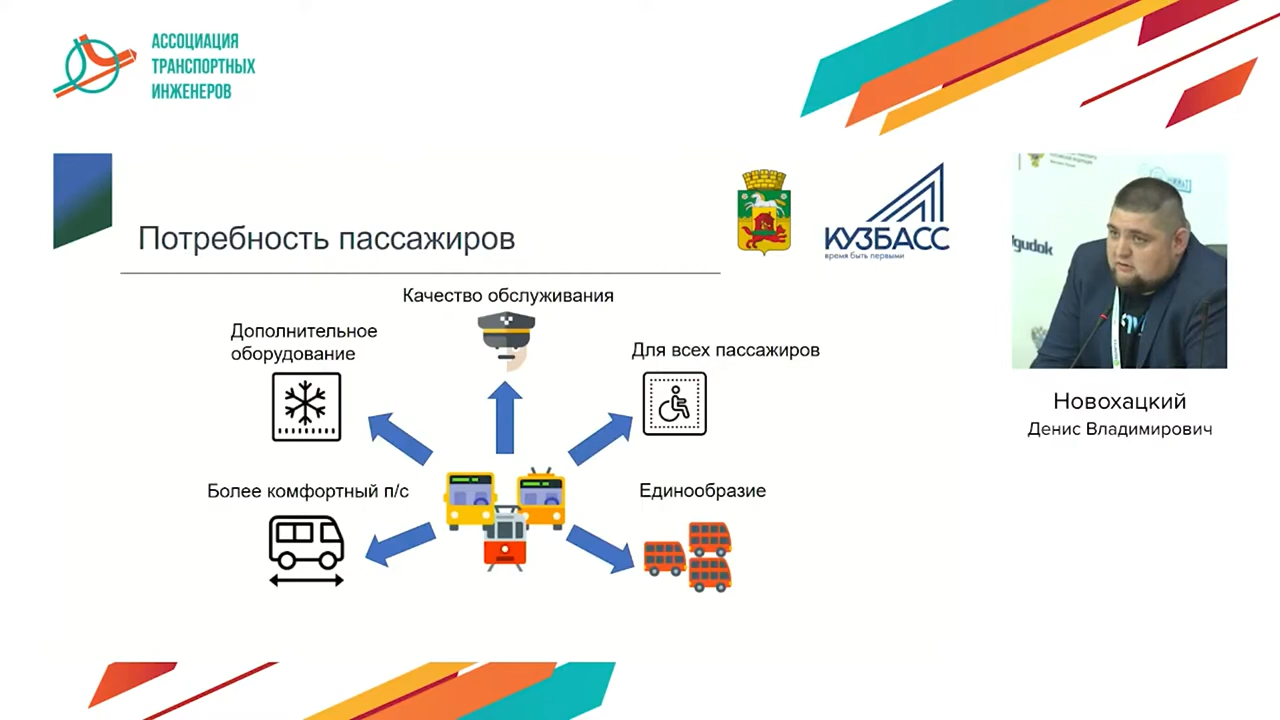 АССОЦИАЦИЯ
ТРАНСПОРТНЫХ
ИНЖЕНЕРОВ
Потребность пассажиров
КУЗБАСС
время быть первыми
Качество обслуживания
Дополнительное
оборудование
Для всех пассажиров
Более комфортный п/с
Единообразие
gudok
Новохацкий
Денис Владимирович